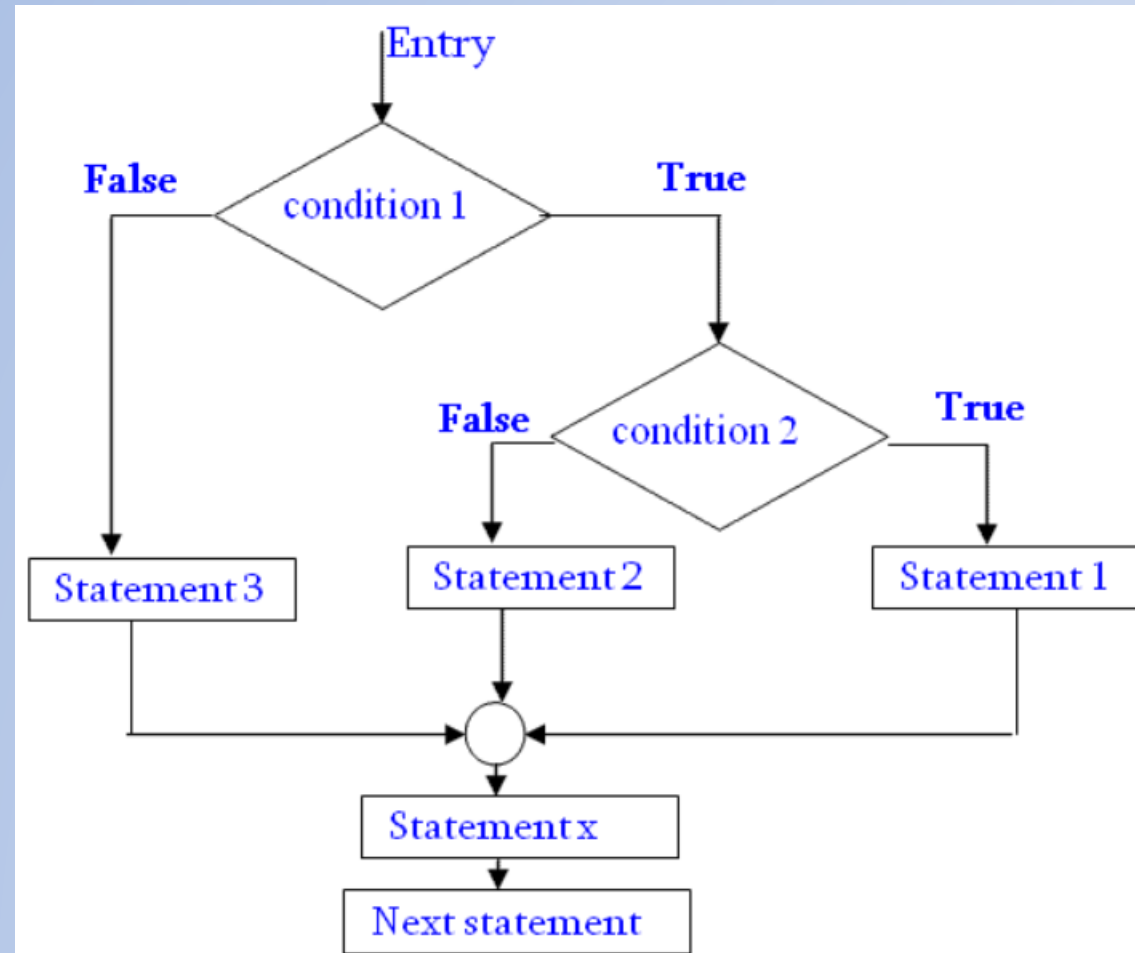 Entry
False
True
condition 1
False
True
condition 2
Statement 3
Statement 2
Statement 1
Statement x
Next statement